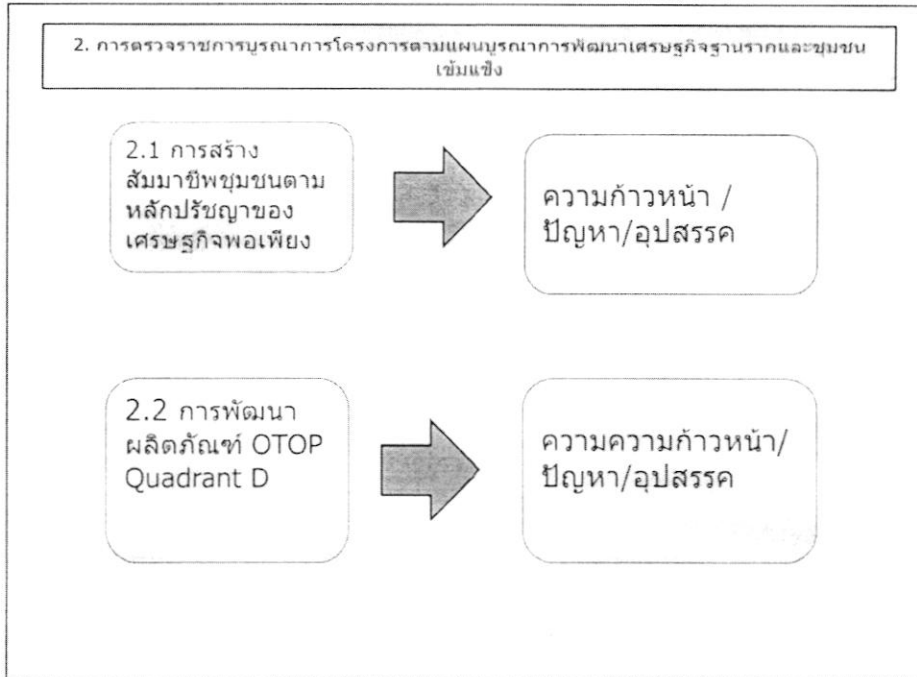 2. การตรวจราชการบูรณาการโครงการตามแผนบูรณาการพัฒนาเศรษฐกิจฐานรากและชุมชน
เข้มแข็ง
2.1 การสร้าง
สัมมาชีพชุมชนตาม
หลักปรัชญาของ
เศรษฐกิจพอเพียง
ความก้าวหน้า /
ปัญหา/อุปสรรค
2.2 การพัฒนา
ผลิตภัณฑ์ OTOP
Quadrant D
ความความก้าวหน้า/
ปัญหา/อุปสรรค